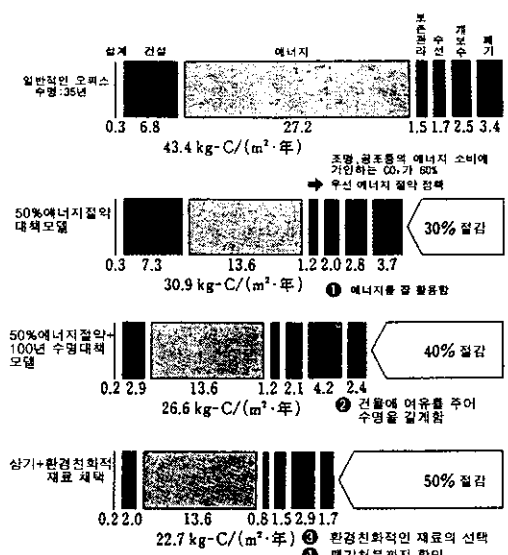 설계 건설 에너지 보존관리 수선 개보수 폐기
일반적인 오피스
수명:35년
0.3 6.8 27.2 1.5 1.7 2.5 3.4
43.4 kg-C/(m²·年)
조명,공조등의 에너지 소비에
기인하는 CO₂가 60%
➡ 우선 에너지 절약 정책
50%에너지절약
대책모델
30% 절감
0.3 7.3 13.6 1.2 2.0 2.8 3.7
30.9 kg-C/(m²·年)
❶ 에너지를 잘 활용함
50%에너지절약+
100년 수명대책
모델
40% 절감
0.2 2.9 13.6 1.2 2.1 4.2 2.4
26.6 kg-C/(m²·年)
❷ 건물에 여유를 주어
수명을 길게함
상기+환경친화적
재료 채택
50% 절감
0.2 2.0 13.6 0.8 1.5 2.9 1.7
22.7 kg-C/(m²·年)
❸ 환경친화적인 재료의 선택